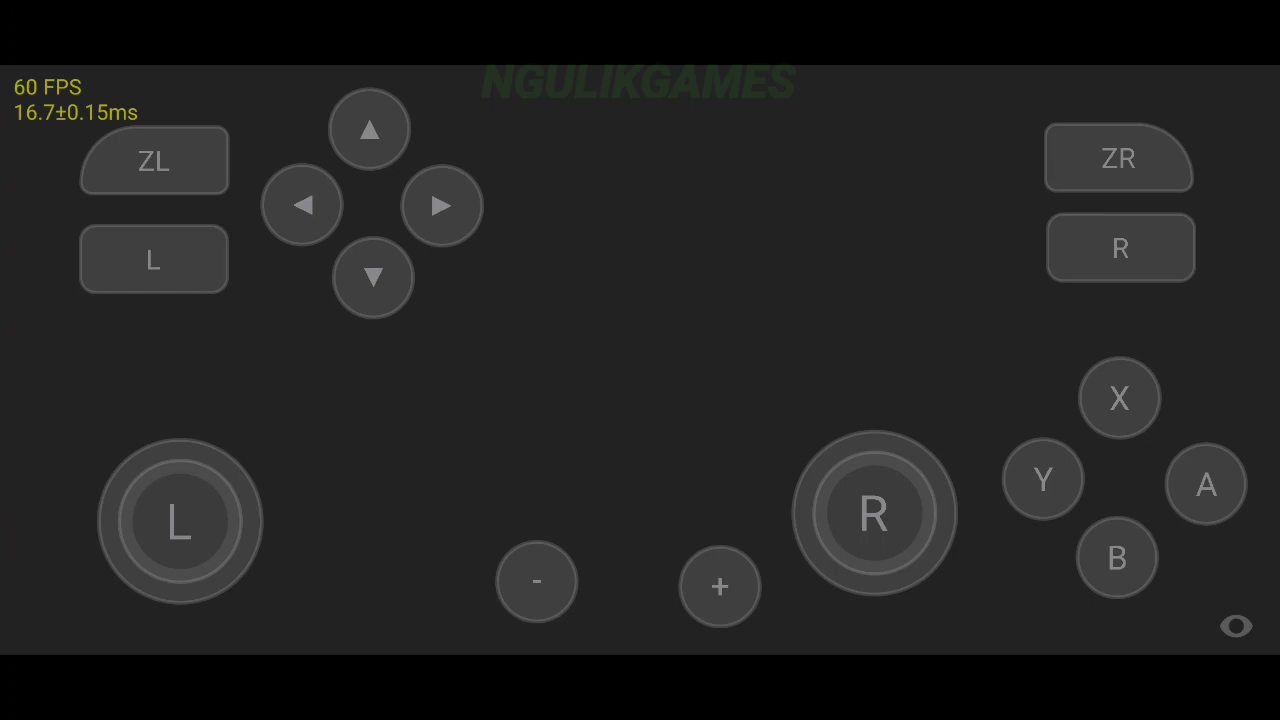 NGULIKGAMES
60 FPS
16.7±0.15ms
ZL
ZR
L
R
X
Y
A
L
R
B
-
+